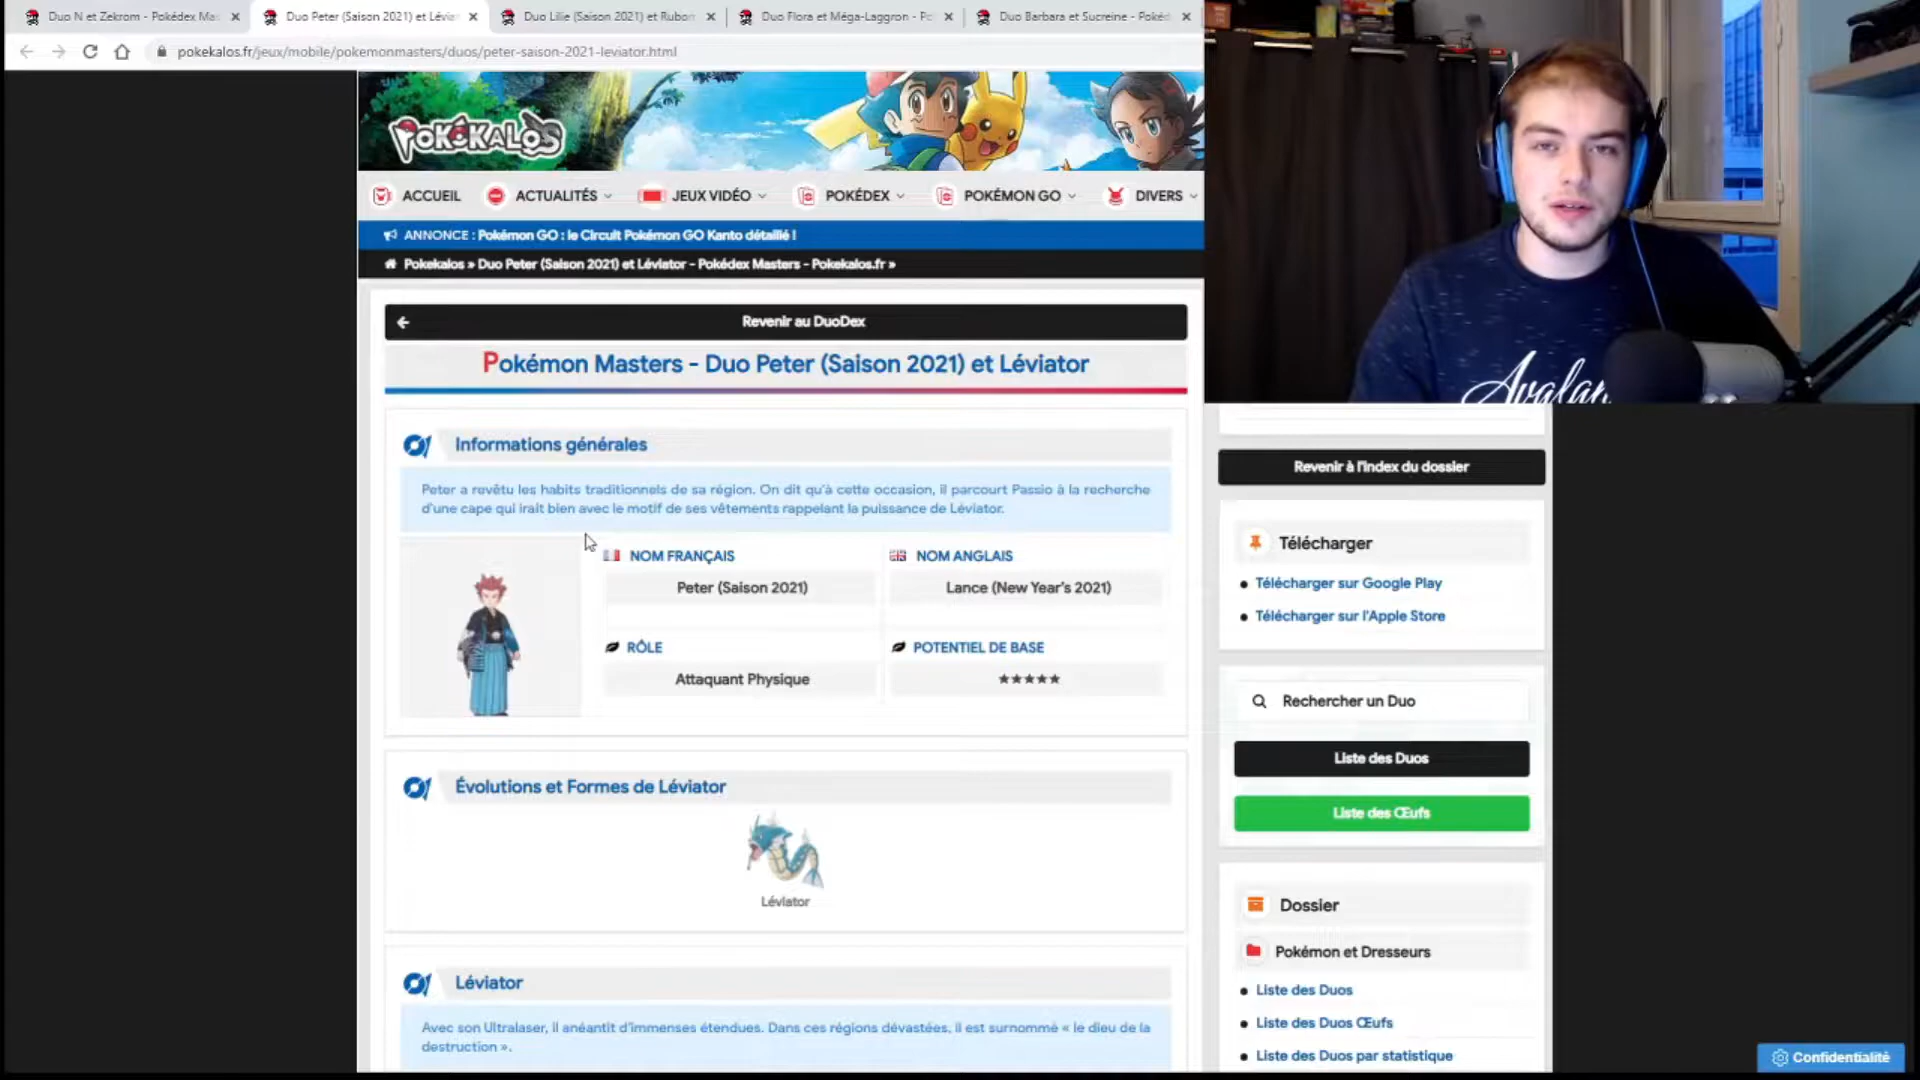 Duo N et Zekrom - Pokédex Ma
Duo Peter (Saison 2021) et Lévia
Duo Lilie (Saison 2021) et Rubom
Duo Flora et Méga-Laggron - Po
Duo Barbara et Sucreine - Pokéd
pokekalos.fr/jeux/mobile/pokemonmasters/duos/peter-saison-2021-leviator.html
POKÉKALOS
ACCUEIL
ACTUALITÉS
JEUX VIDÉO
POKÉDEX
POKÉMON GO
DIVERS
ANNONCE : Pokémon GO : le Circuit Pokémon GO Kanto détaillé !
Pokekalos » Duo Peter (Saison 2021) et Léviator - Pokédex Masters - Pokekalos.fr »
Revenir au DuoDex
Pokémon Masters - Duo Peter (Saison 2021) et Léviator
Informations générales
Peter a revêtu les habits traditionnels de sa région. On dit qu'à cette occasion, il parcourt Passio à la recherche
d'une cape qui irait bien avec le motif de ses vêtements rappelant la puissance de Léviator.
NOM FRANÇAIS
NOM ANGLAIS
Peter (Saison 2021)
Lance (New Year's 2021)
RÔLE
POTENTIEL DE BASE
Attaquant Physique
★★★★★
Évolutions et Formes de Léviator
Léviator
Léviator
Avec son Ultralaser, il anéantit d'immenses étendues. Dans ces régions dévastées, il est surnommé « le dieu de la
destruction ».
Avalan
Revenir à l'index du dossier
Télécharger
Télécharger sur Google Play
Télécharger sur l'Apple Store
Rechercher un Duo
Liste des Duos
Liste des Œufs
Dossier
Pokémon et Dresseurs
Liste des Duos
Liste des Duos Œufs
Liste des Duos par statistique
Confidentialité